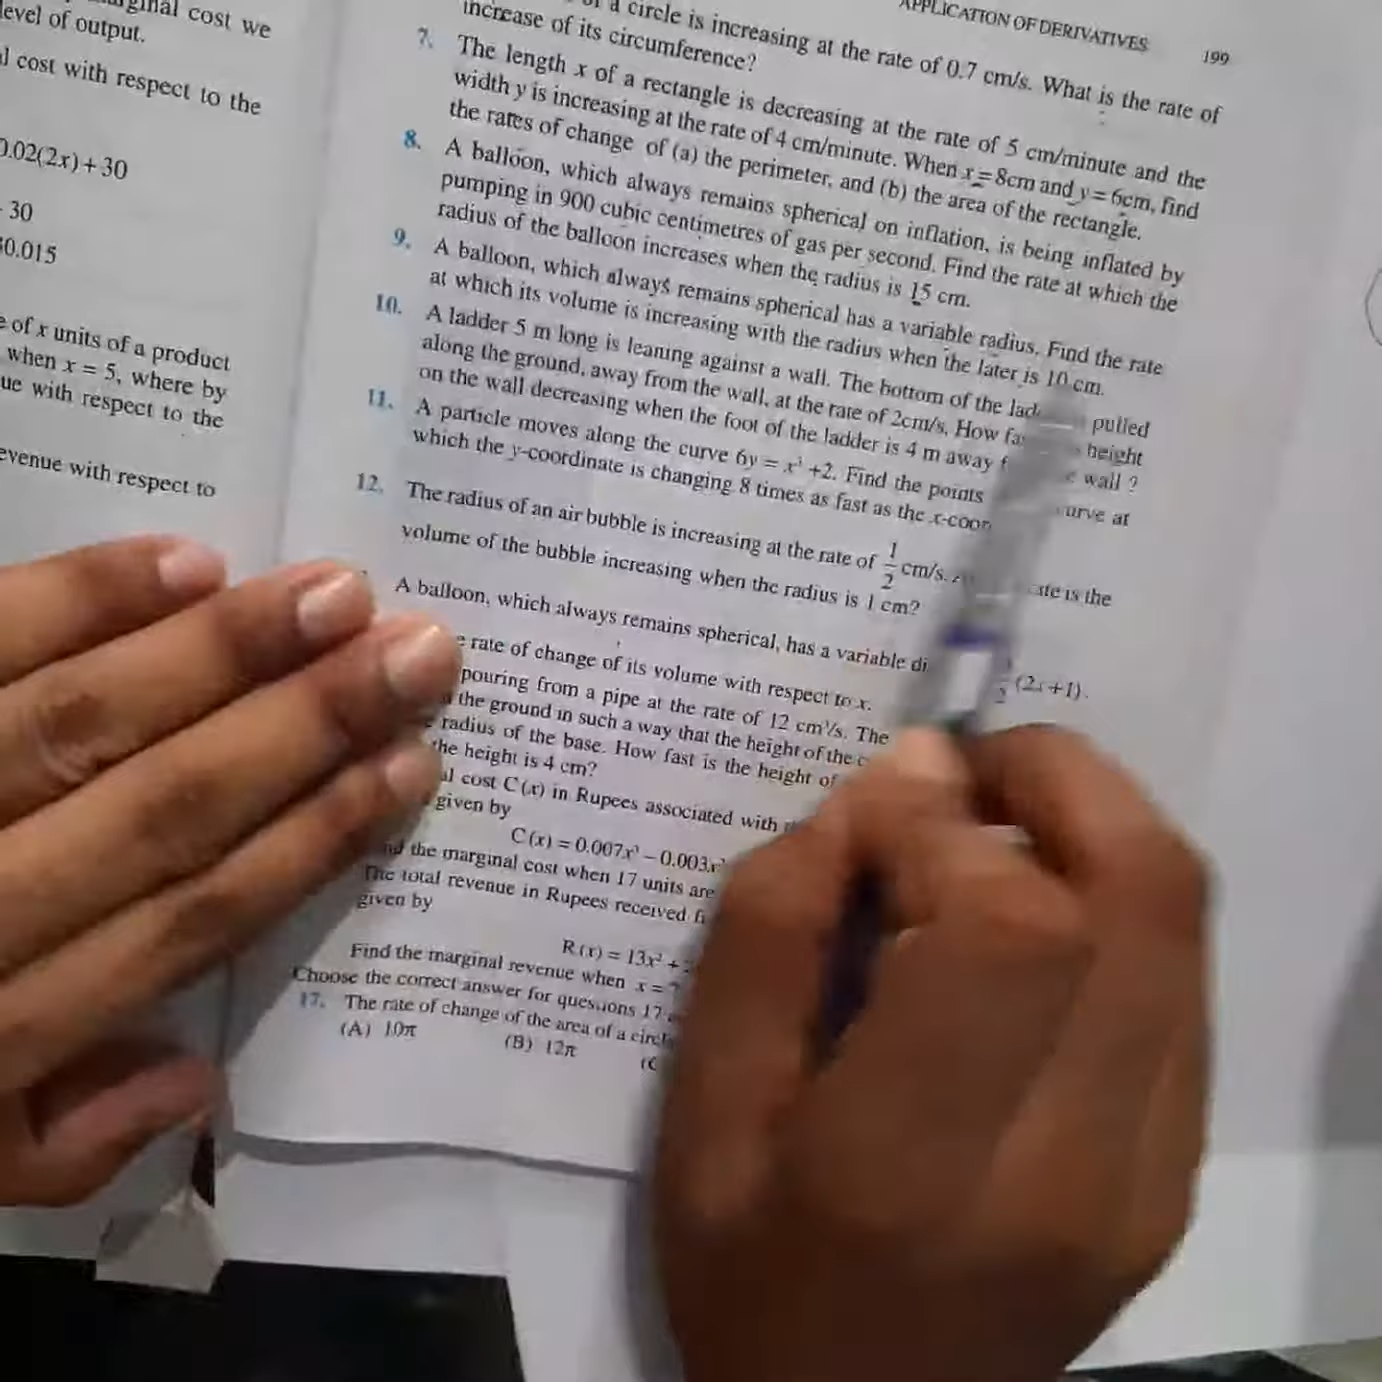 ginal cost we
level of output.
l cost with respect to the
0.02(2x) + 30
30
0.015
of x units of a product
when x = 5, where by
ue with respect to the
evenue with respect to
APPLICATION OF DERIVATIVES 199
a circle is increasing at the rate of 0.7 cm/s. What is the rate of
increase of its circumference?
7. The length x of a rectangle is decreasing at the rate of 5 cm/minute and the
width y is increasing at the rate of 4 cm/minute. When x = 8cm and y = 6cm, find
the rates of change of (a) the perimeter, and (b) the area of the rectangle.
8. A balloon, which always remains spherical on inflation, is being inflated by
pumping in 900 cubic centimetres of gas per second. Find the rate at which the
radius of the balloon increases when the radius is 15 cm.
9. A balloon, which always remains spherical has a variable radius. Find the rate
at which its volume is increasing with the radius when the later is 10 cm.
10. A ladder 5 m long is leaning against a wall. The bottom of the lad pulled
along the ground, away from the wall, at the rate of 2cm/s. How fa height
on the wall decreasing when the foot of the ladder is 4 m away f wall ?
11. A particle moves along the curve 6y = x³ +2. Find the points urve at
which the y-coordinate is changing 8 times as fast as the x-coor
12. The radius of an air bubble is increasing at the rate of 1/2 cm/s. ate is the
volume of the bubble increasing when the radius is 1 cm?
A balloon, which always remains spherical, has a variable di (2x+1).
rate of change of its volume with respect to x.
pouring from a pipe at the rate of 12 cm³/s. The
the ground in such a way that the height of the c
radius of the base. How fast is the height of
the height is 4 cm?
al cost C (x) in Rupees associated with
given by
C (x) = 0.007x³ – 0.003x²
nd the marginal cost when 17 units are
The total revenue in Rupees received f
given by
R (x) = 13x² +
Find the marginal revenue when x = 7
Choose the correct answer for questions 17
17. The rate of change of the area of a circl
(A) 10π (B) 12π (C